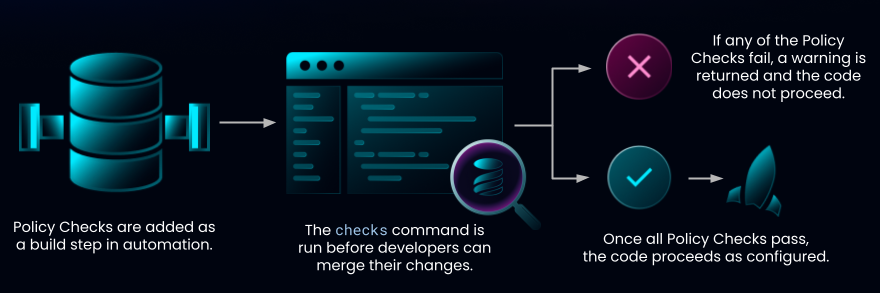 Policy Checks are added as
a build step in automation.
The checks command is
run before developers can
merge their changes.
If any of the Policy
Checks fail, a warning is
returned and the code
does not proceed.
Once all Policy Checks pass,
the code proceeds as configured.